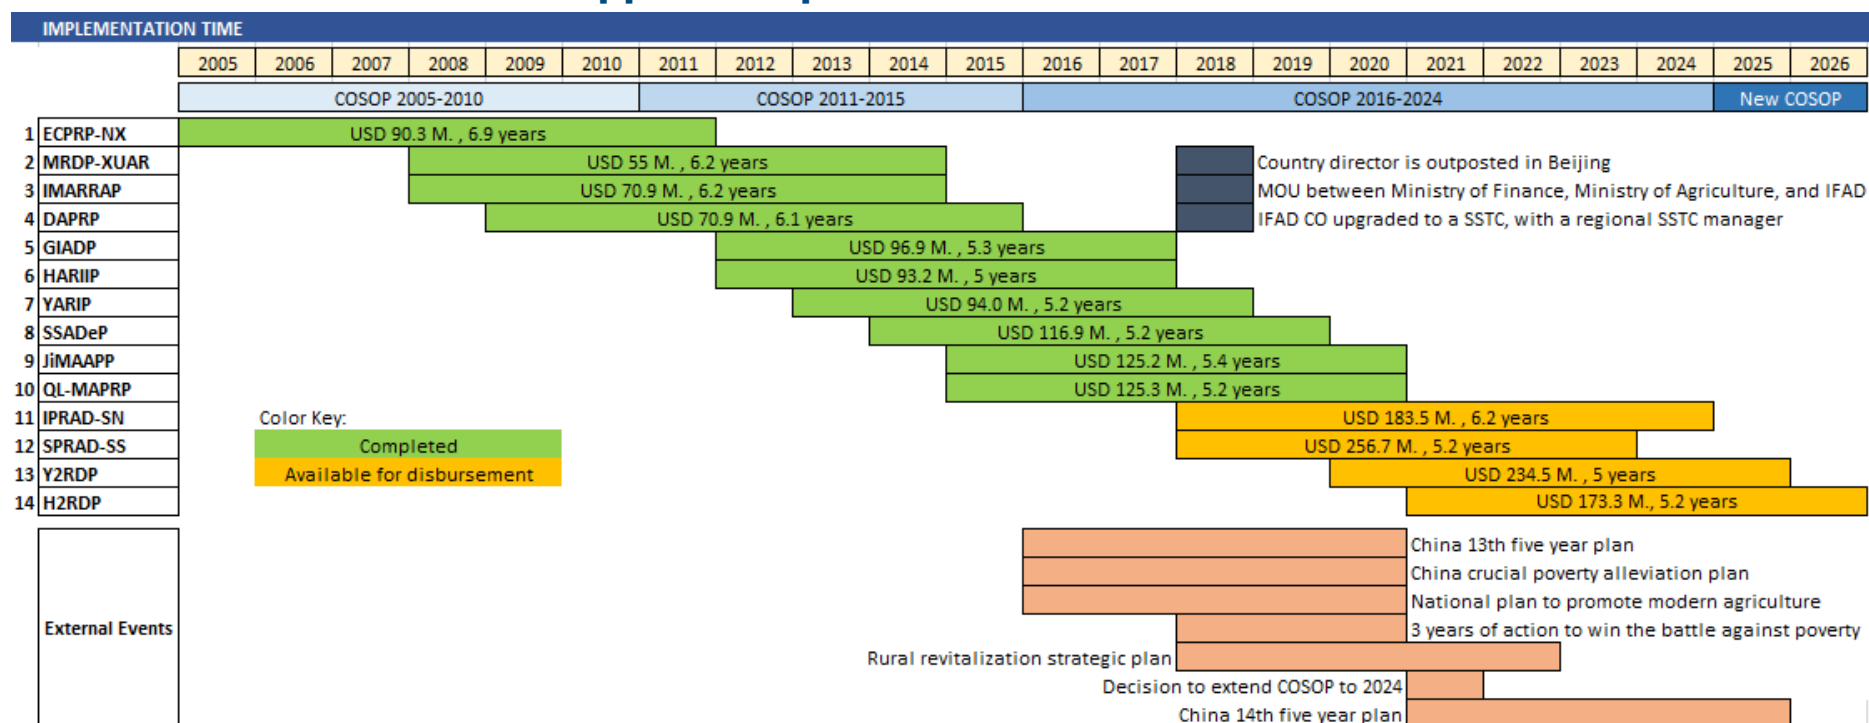 IMPLEMENTATION TIME
2005 2006 2007 2008 2009 2010 2011 2012 2013 2014 2015 2016 2017 2018 2019 2020 2021 2022 2023 2024 2025 2026
COSOP 2005-2010 COSOP 2011-2015 COSOP 2016-2024 New COSOP
1 ECPRP-NX USD 90.3 M. , 6.9 years
2 MRDP-XUAR USD 55 M. , 6.2 years Country director is outposted in Beijing
3 IMARRAP USD 70.9 M. , 6.2 years MOU between Ministry of Finance, Ministry of Agriculture, and IFAD
4 DAPRP USD 70.9 M. , 6.1 years IFAD CO upgraded to a SSTC, with a regional SSTC manager
5 GIADP USD 96.9 M. , 5.3 years
6 HARIIP USD 93.2 M. , 5 years
7 YARIP USD 94.0 M. , 5.2 years
8 SSADeP USD 116.9 M. , 5.2 years
9 JiMAAPP USD 125.2 M. , 5.4 years
10 QL-MAPRP USD 125.3 M. , 5.2 years
11 IPRAD-SN Color Key: USD 183.5 M. , 6.2 years
12 SPRAD-SS Completed USD 256.7 M. , 5.2 years
13 Y2RDP Available for disbursement USD 234.5 M. , 5 years
14 H2RDP USD 173.3 M., 5.2 years
China 13th five year plan
China crucial poverty alleviation plan
National plan to promote modern agriculture
External Events 3 years of action to win the battle against poverty
Rural revitalization strategic plan
Decision to extend COSOP to 2024
China 14th five year plan